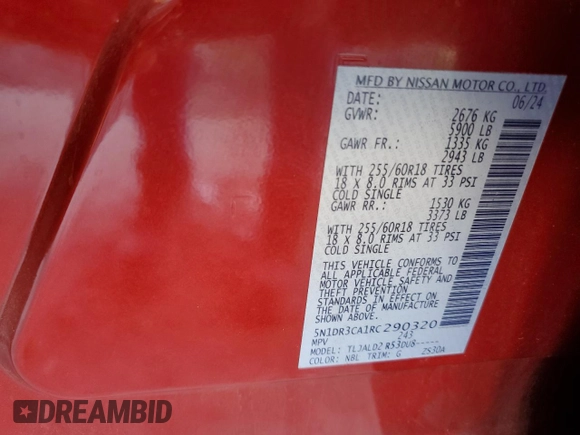 MFD BY NISSAN MOTOR CO., LTD.
DATE: 06/24
GVWR: 2676 KG
5900 LB
GAWR FR.: 1335 KG
2943 LB
WITH 255/60R18 TIRES
18 X 8.0 RIMS AT 33 PSI
COLD SINGLE
GAWR RR.: 1530 KG
3373 LB
WITH 255/60R18 TIRES
18 X 8.0 RIMS AT 33 PSI
COLD SINGLE
THIS VEHICLE CONFORMS TO
ALL APPLICABLE FEDERAL
MOTOR VEHICLE SAFETY AND
THEFT PREVENTION
STANDARDS IN EFFECT ON
THE DATE OF MANUFACTURE
SHOWN ABOVE.
5N1DR3CA1RC290320
MPV 243
MODEL: TLJALD2 R53DU8-----
COLOR: NBL TRIM: G 2530A
DREAMBID